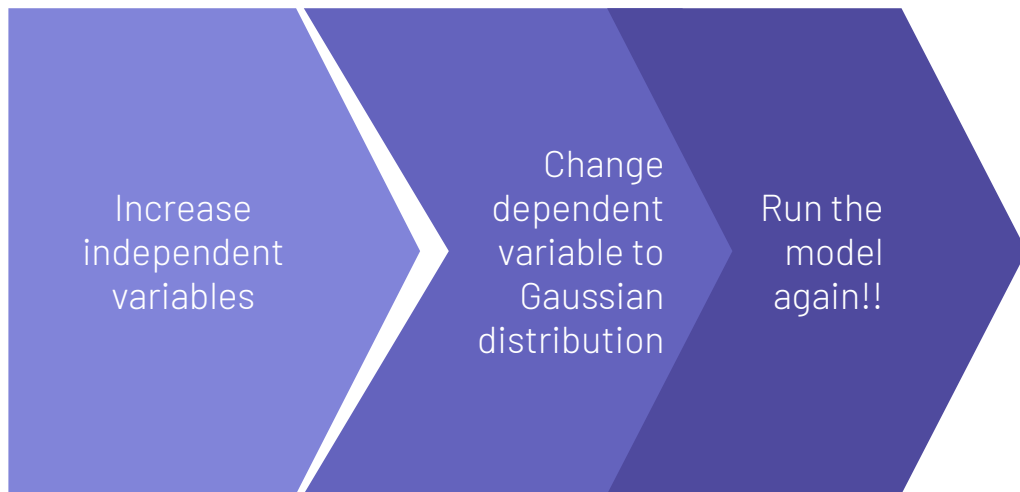 Increase
independent
variables
Change
dependent
variable to
Gaussian
distribution
Run the
model
again!!